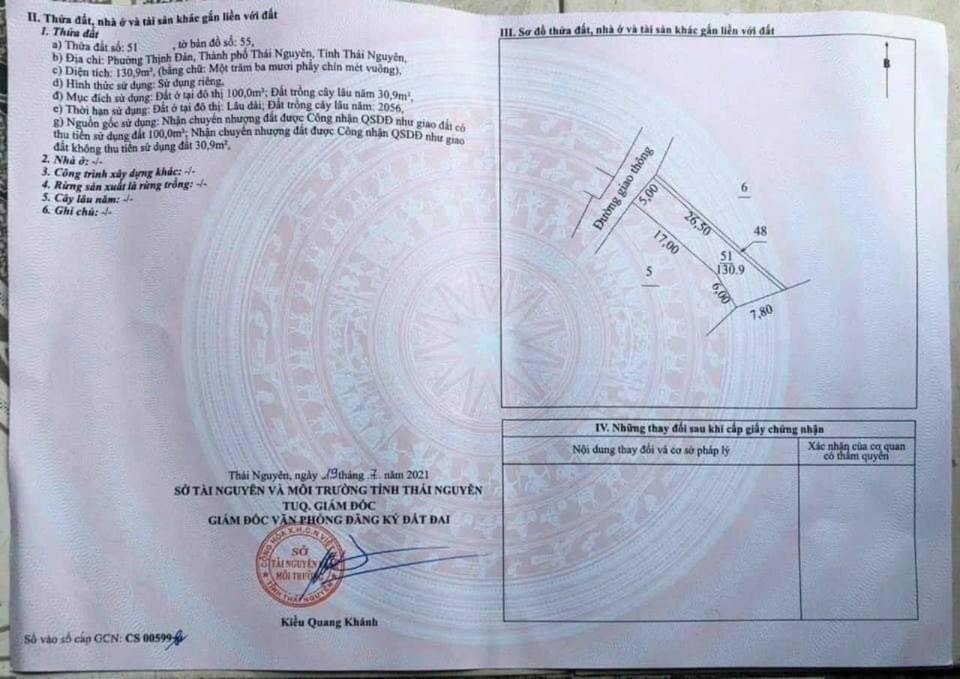 II. Thửa đất, nhà ở và tài sản khác gắn liền với đất
1. Thửa đất
a) Thửa đất số: 51 , tờ bản đồ số: 55,
b) Địa chỉ: Phường Thịnh Đán, Thành phố Thái Nguyên, Tỉnh Thái Nguyên,
c) Diện tích: 130,9m², (bằng chữ: Một trăm ba mươi phẩy chín mét vuông),
d) Hình thức sử dụng: Sử dụng riêng,
đ) Mục đích sử dụng: Đất ở tại đô thị 100,0m²; Đất trồng cây lâu năm 30,9m²,
e) Thời hạn sử dụng: Đất ở tại đô thị: Lâu dài; Đất trồng cây lâu năm: 2056,
g) Nguồn gốc sử dụng: Nhận chuyển nhượng đất được Công nhận QSDĐ như giao đất có
thu tiền sử dụng đất 100,0m²; Nhận chuyển nhượng đất được Công nhận QSDĐ như giao
đất không thu tiền sử dụng đất 30,9m²,
2. Nhà ở: -/-
3. Công trình xây dựng khác: -/-
4. Rừng sản xuất là rừng trồng: -/-
5. Cây lâu năm: -/-
6. Ghi chú: -/-
Thái Nguyên, ngày 19 tháng 7 năm 2021
SỞ TÀI NGUYÊN VÀ MÔI TRƯỜNG TỈNH THÁI NGUYÊN
TUQ. GIÁM ĐỐC
GIÁM ĐỐC VĂN PHÒNG ĐĂNG KÝ ĐẤT ĐAI
CỘNG HÒA X.H.C.N VIỆT
SỞ
TÀI NGUYÊN
MÔI TRƯỜNG
TỈNH THÁI NGUYÊN
Kiều Quang Khánh
Số vào sổ cấp GCN: CS 00599
III. Sơ đồ thửa đất, nhà ở và tài sản khác gắn liền với đất
B
Đường giao thông
5,00
6
26,50
48
17,00
51
130.9
5
6,00
7,80
IV. Những thay đổi sau khi cấp giấy chứng nhận
Nội dung thay đổi và cơ sở pháp lý
Xác nhận của cơ quan
có thẩm quyền